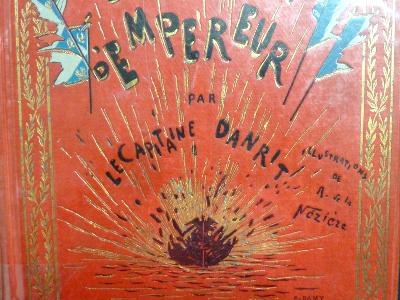 D'EMPEREUR
PAR
LE CAPITAINE DANRIT
ILLUSTRATIONS
DE
R. de la
Nézière